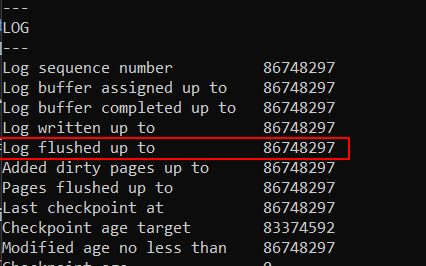 ---
LOG
---
Log sequence number 86748297
Log buffer assigned up to 86748297
Log buffer completed up to 86748297
Log written up to 86748297
Log flushed up to 86748297
Added dirty pages up to 86748297
Pages flushed up to 86748297
Last checkpoint at 86748297
Checkpoint age target 83374592
Modified age no less than 86748297